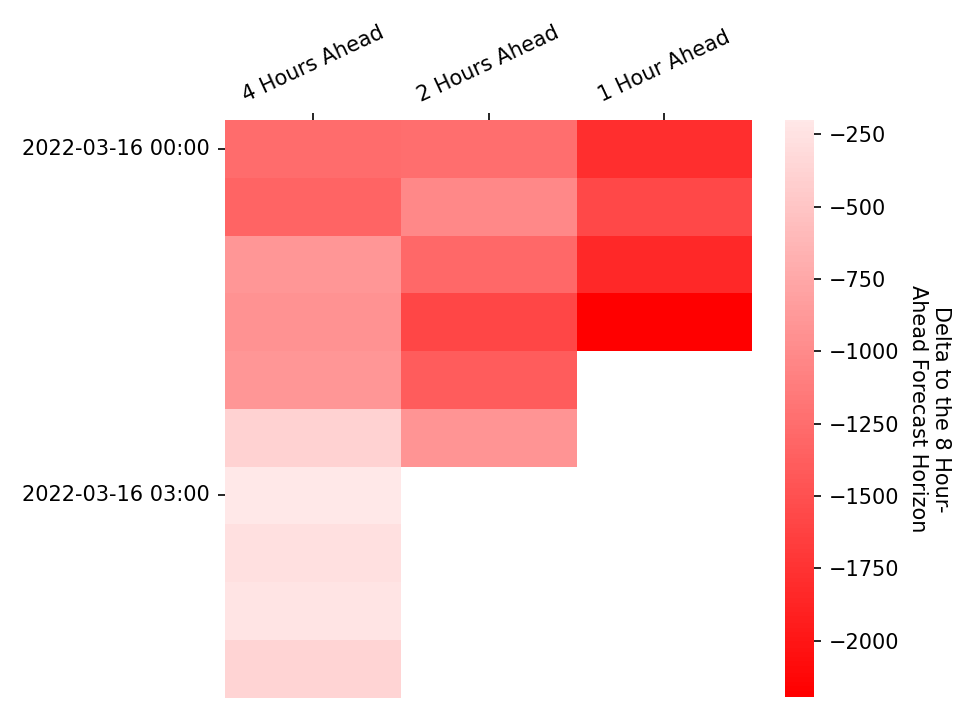 4 Hours Ahead
2 Hours Ahead
1 Hour Ahead
2022-03-16 00:00
2022-03-16 03:00
−250
−500
−750
−1000
−1250
−1500
−1750
−2000
Delta to the 8 Hour-
Ahead Forecast Horizon